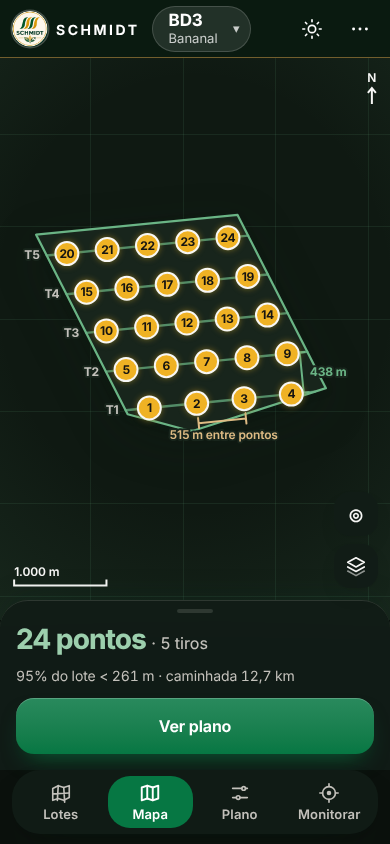 SCHMIDT
SCHMIDT
BD3
Bananal
▾
N
T5
20
21
22
23
24
T4
15
16
17
18
19
T3
10
11
12
13
14
T2
5
6
7
8
9
438 m
T1
1
2
3
4
515 m entre pontos
1.000 m
24 pontos · 5 tiros
95% do lote < 261 m · caminhada 12,7 km
Ver plano
Lotes
Mapa
Plano
Monitorar